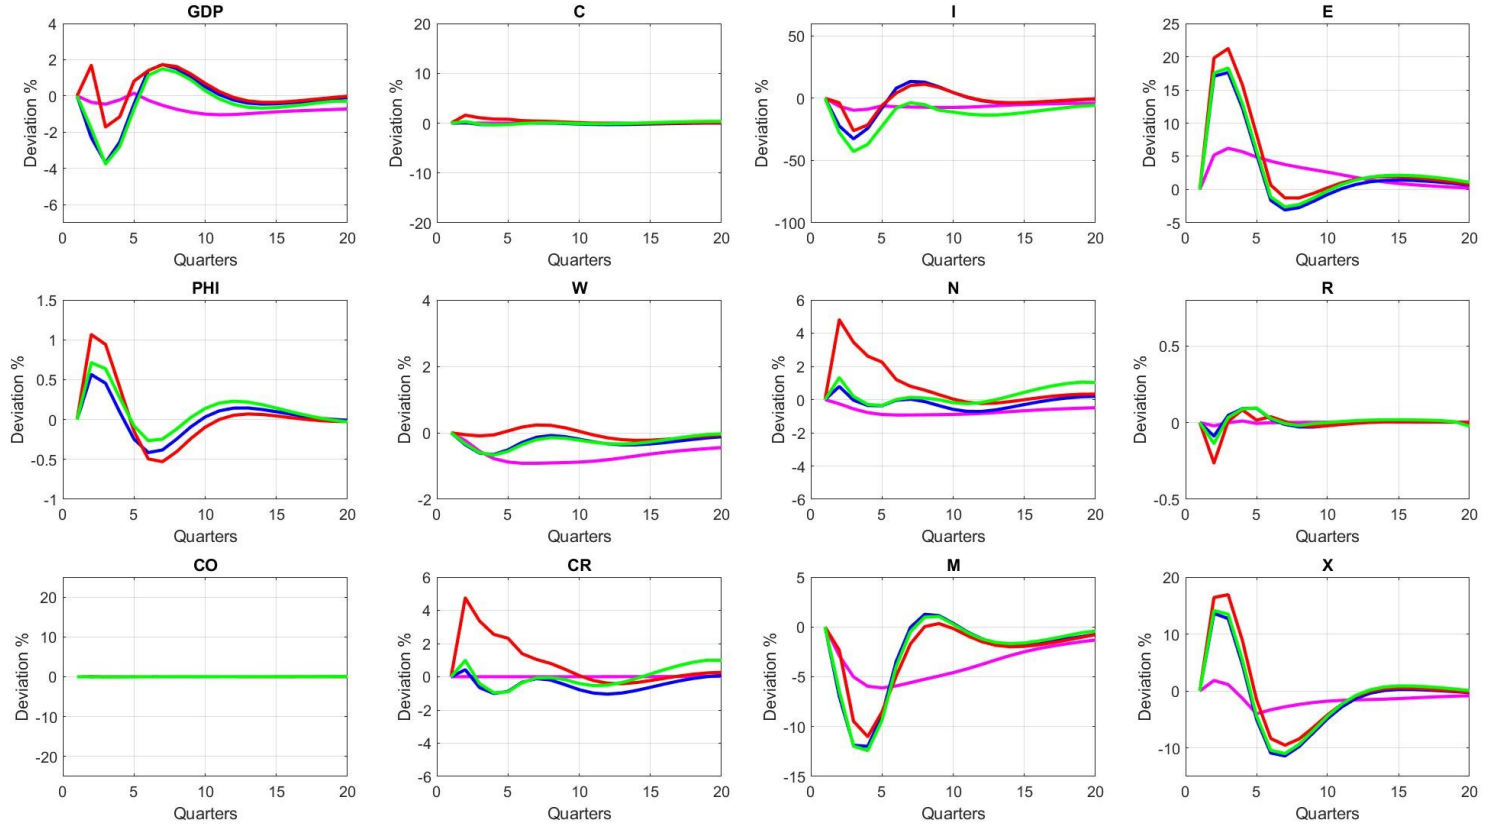 GDP
4
2
0
-2
-4
-6
Deviation %
0 5 10 15 20
Quarters
C
20
10
0
-10
-20
Deviation %
0 5 10 15 20
Quarters
I
50
0
-50
-100
Deviation %
0 5 10 15 20
Quarters
E
25
20
15
10
5
0
-5
Deviation %
0 5 10 15 20
Quarters
PHI
1.5
1
0.5
0
-0.5
-1
Deviation %
0 5 10 15 20
Quarters
W
4
2
0
-2
Deviation %
0 5 10 15 20
Quarters
N
6
4
2
0
-2
-4
-6
Deviation %
0 5 10 15 20
Quarters
R
0.5
0
-0.5
Deviation %
0 5 10 15 20
Quarters
CO
20
10
0
-10
-20
Deviation %
0 5 10 15 20
Quarters
CR
6
4
2
0
-2
-4
-6
Deviation %
0 5 10 15 20
Quarters
M
5
0
-5
-10
-15
Deviation %
0 5 10 15 20
Quarters
X
20
10
0
-10
Deviation %
0 5 10 15 20
Quarters